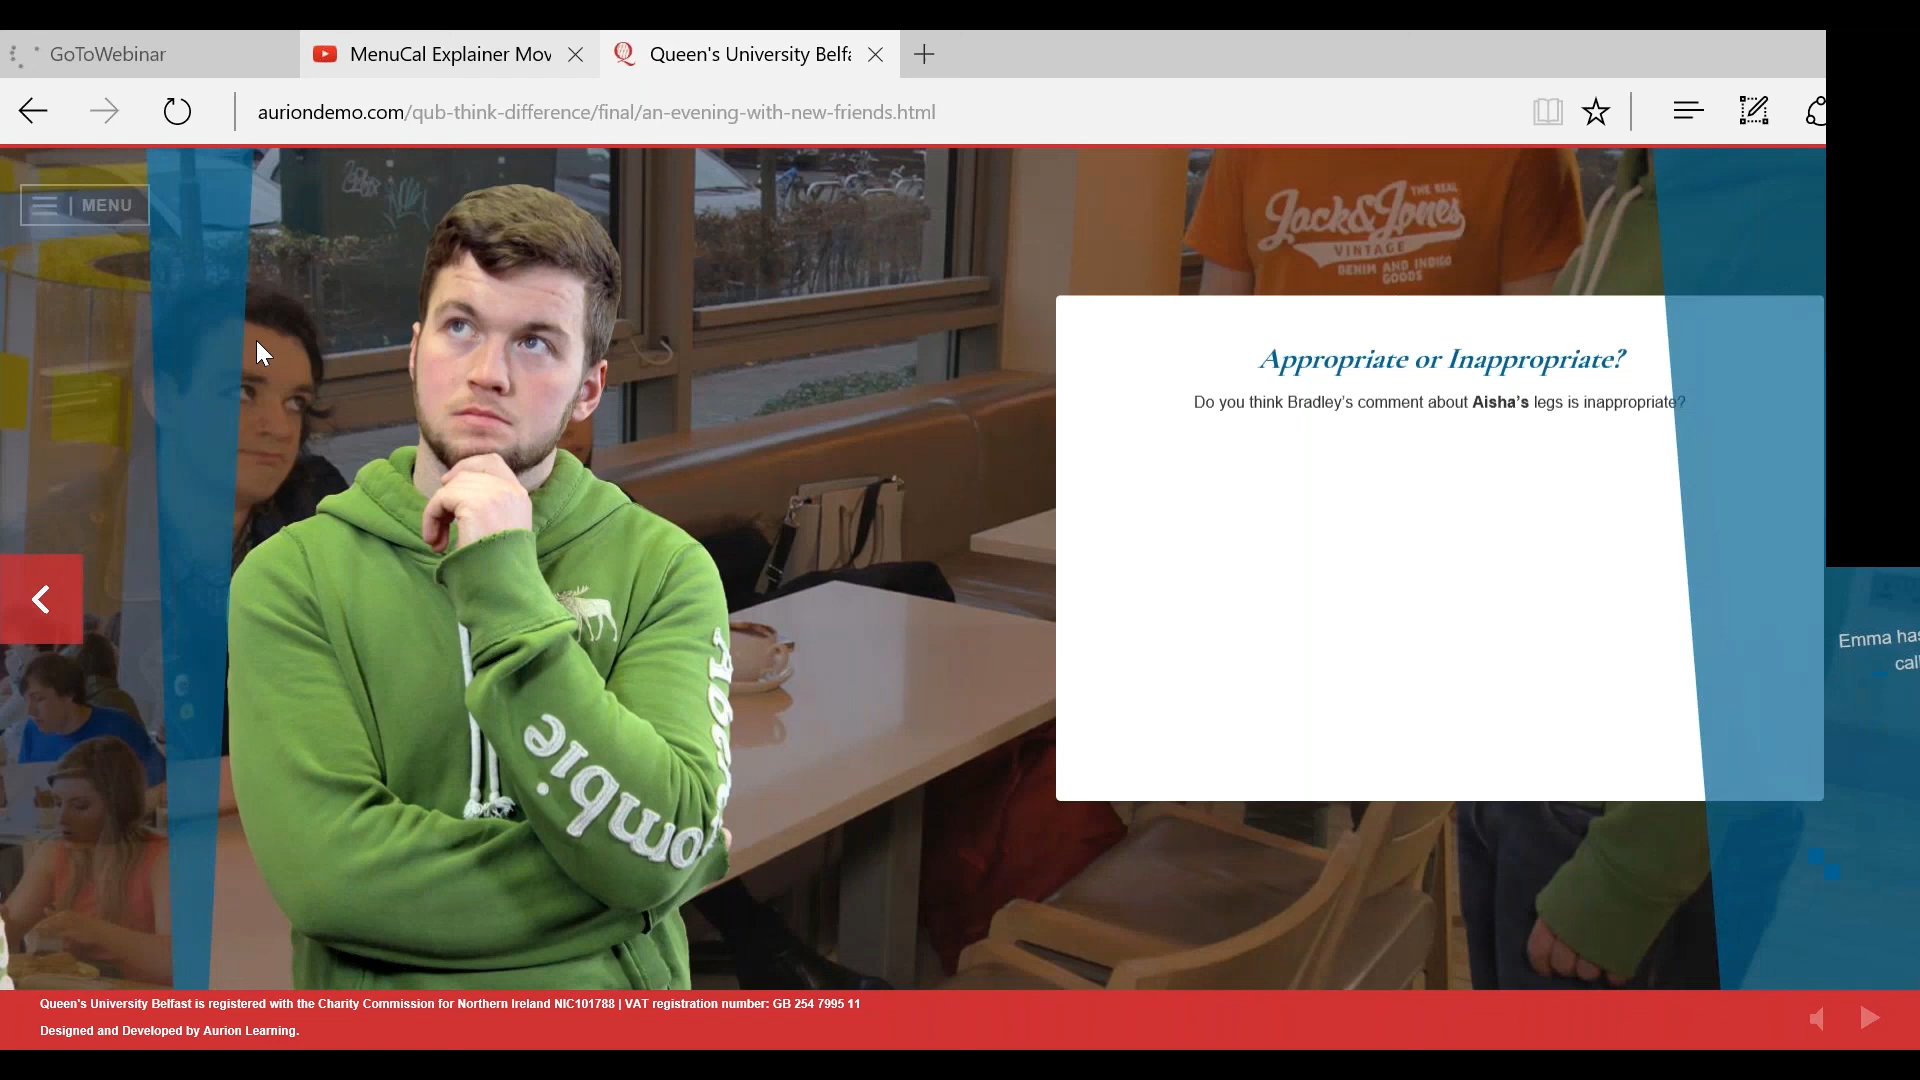 GoToWebinar
MenuCal Explainer Mov
Queen's University Belfa
auriondemo.com/qub-think-difference/final/an-evening-with-new-friends.html
MENU
THE REAL
Jack&Jones
VINTAGE
DENIM AND INDIGO
GOODS
Appropriate or Inappropriate?
Do you think Bradley's comment about Aisha's legs is inappropriate?
Emma has
call
ombie
Queen's University Belfast is registered with the Charity Commission for Northern Ireland NIC101788 | VAT registration number: GB 254 7995 11
Designed and Developed by Aurion Learning.